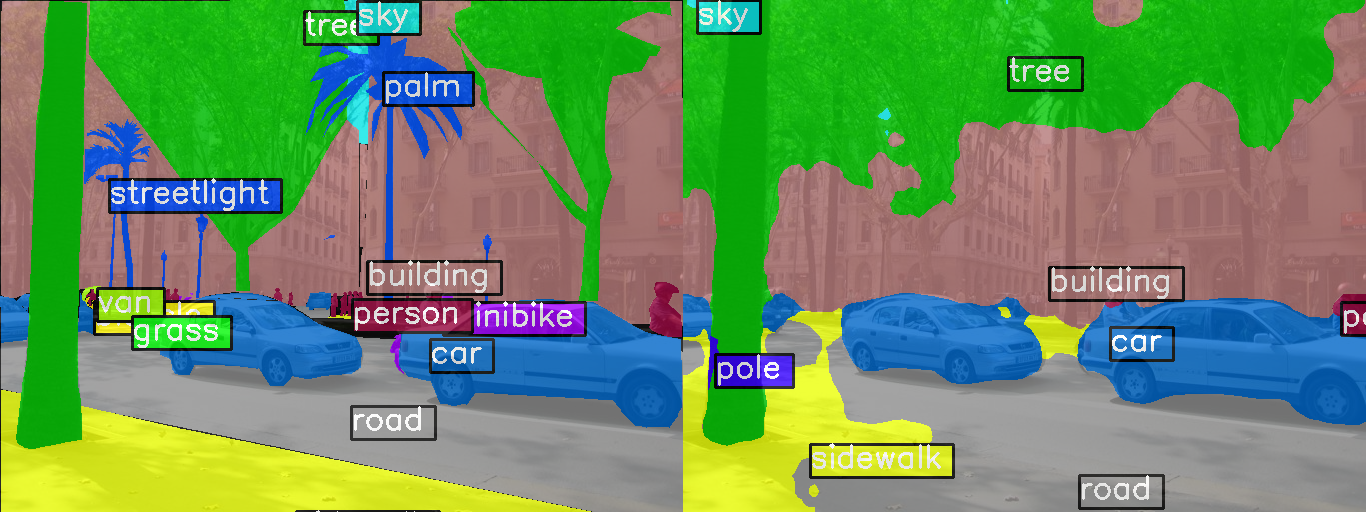 tree
sky
palm
streetlight
building
van
grass
person
inibike
car
road
sky
tree
building
car
pole
sidewalk
road